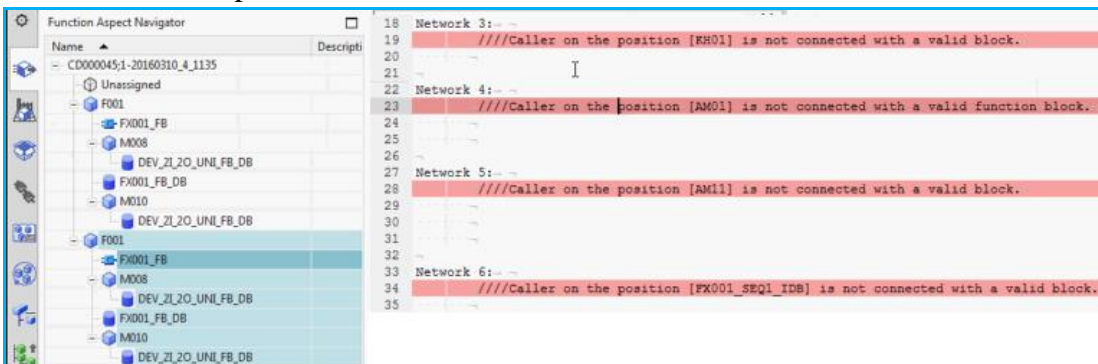 Function Aspect Navigator
Name
Descripti
CD000045;1-20160310_4_1135
Unassigned
F001
FX001_FB
M008
DEV_ZI_2O_UNI_FB_DB
FX001_FB_DB
M010
DEV_ZI_2O_UNI_FB_DB
F001
FX001_FB
M008
DEV_ZI_2O_UNI_FB_DB
FX001_FB_DB
M010
DEV_ZI_2O_UNI_FB_DB
18 Network 3:
19 ////Caller on the position [KH01] is not connected with a valid block.
20
21
22 Network 4:
23 ////Caller on the position [AM01] is not connected with a valid function block.
24
25
26
27 Network 5:
28 ////Caller on the position [AM11] is not connected with a valid block.
29
30
31
32
33 Network 6:
34 ////Caller on the position [FX001_SEQ1_IDB] is not connected with a valid block.
35